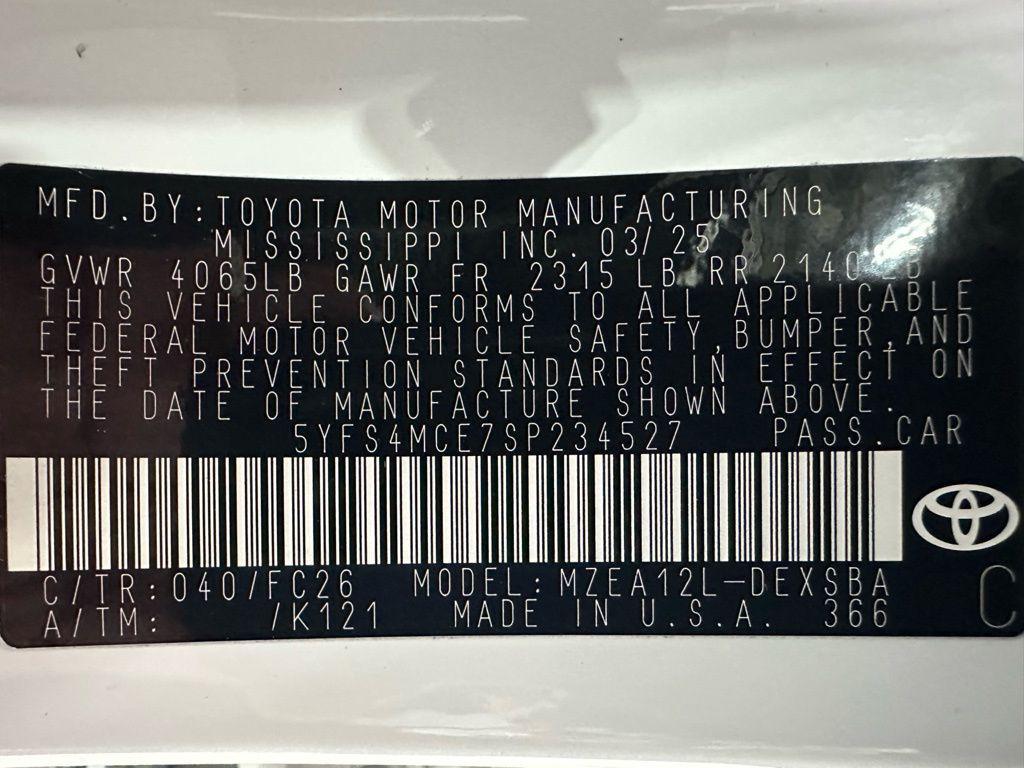 MFD.BY:TOYOTA MOTOR MANUFACTURING
MISSISSIPPI INC. 03/25
GVWR 4065LB GAWR FR 2315 LB RR 2140 LB
THIS VEHICLE CONFORMS TO ALL APPLICABLE
FEDERAL MOTOR VEHICLE SAFETY,BUMPER,AND
THEFT PREVENTION STANDARDS IN EFFECT ON
THE DATE OF MANUFACTURE SHOWN ABOVE.
5YFS4MCE7SP234527 PASS.CAR
C/TR:040/FC26 MODEL:MZEA12L-DEXSBA
A/TM: /K121 MADE IN U.S.A. 366
C